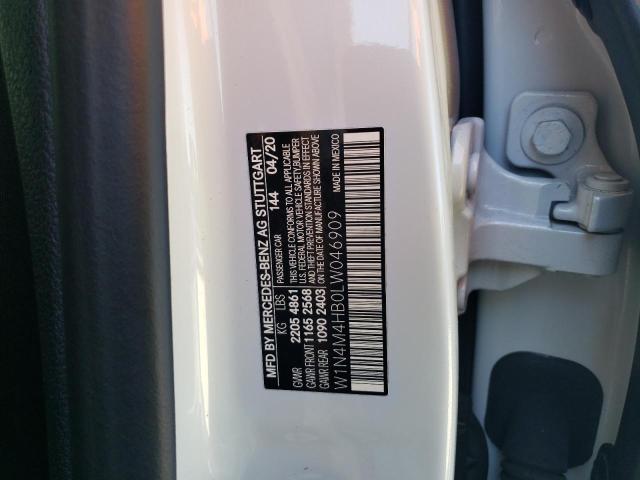 MFD BY MERCEDES-BENZ AG STUTTGART
144 04/20
KG LBS PASSENGER CAR
GVWR 2205 4861 THIS VEHICLE CONFORMS TO ALL APPLICABLE
GAWR FRONT 1165 2568 U.S. FEDERAL MOTOR VEHICLE SAFETY, BUMPER
GAWR REAR 1090 2403 AND THEFT PREVENTION STANDARDS IN EFFECT
ON THE DATE OF MANUFACTURE SHOWN ABOVE
W1N4M4HB0LW046909 MADE IN MEXICO